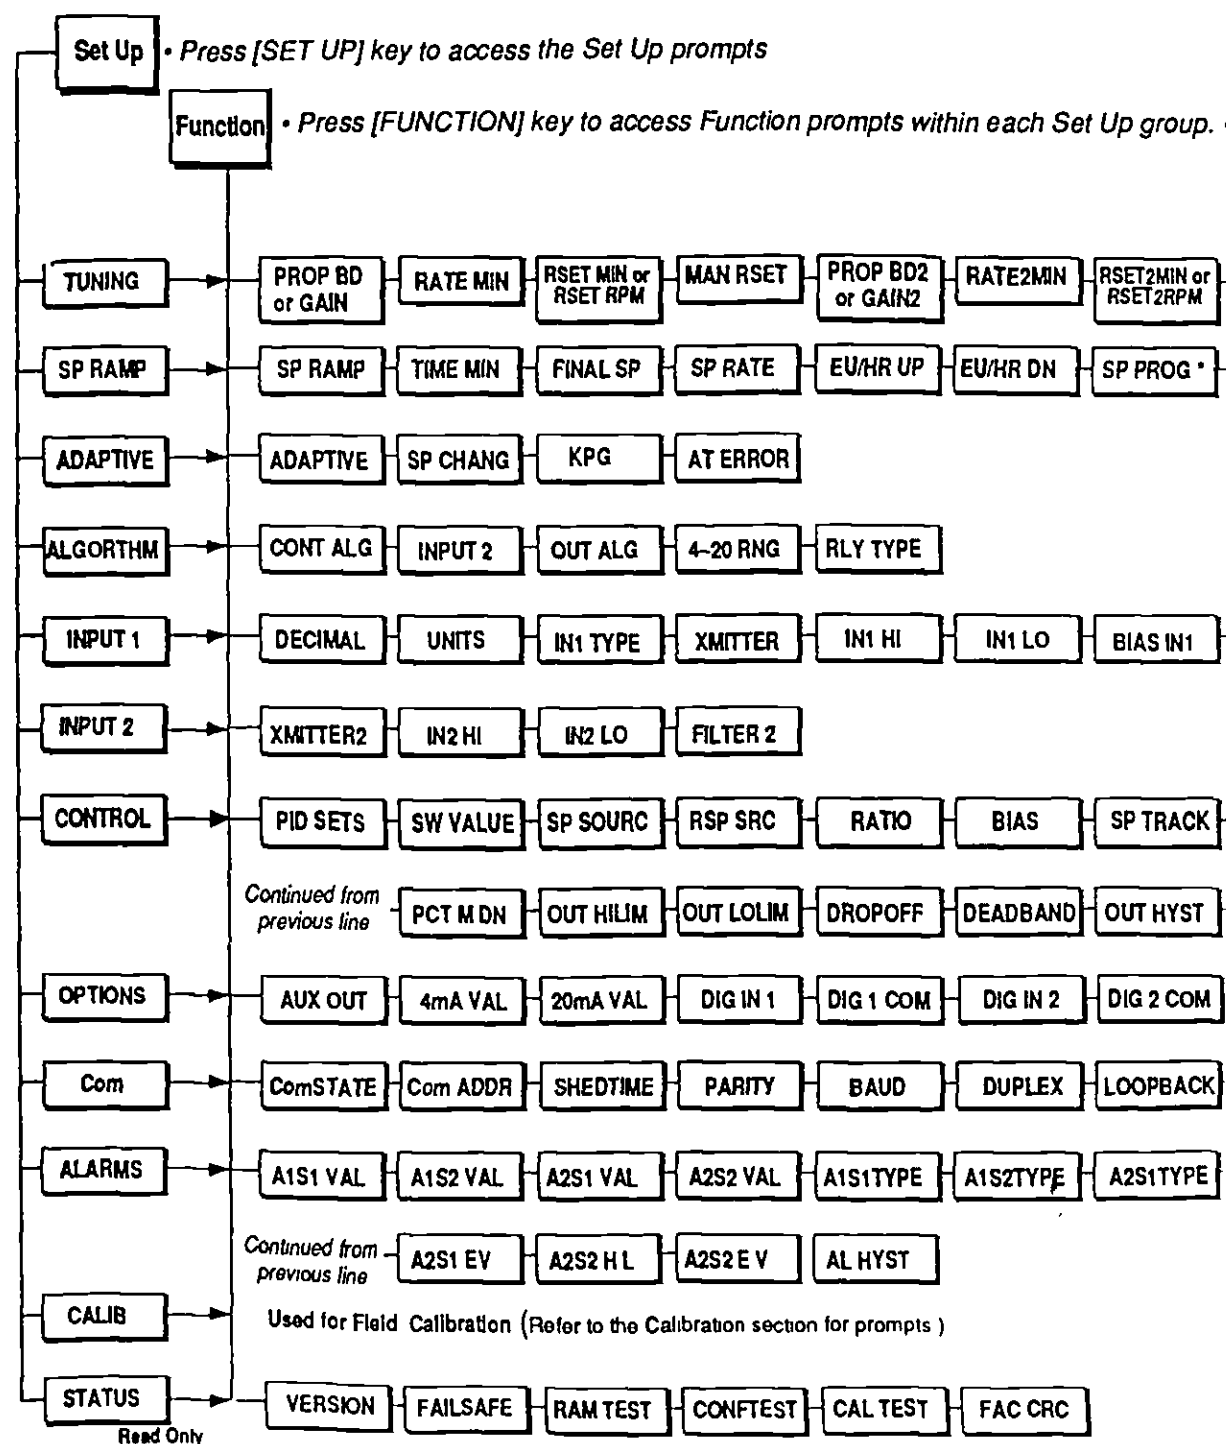 Set Up • Press [SET UP] key to access the Set Up prompts
Function • Press [FUNCTION] key to access Function prompts within each Set Up group. •
TUNING PROP BD or GAIN RATE MIN RSET MIN or RSET RPM MAN RSET PROP BD2 or GAIN2 RATE2MIN RSET2MIN or RSET2RPM
SP RAMP SP RAMP TIME MIN FINAL SP SP RATE EU/HR UP EU/HR DN SP PROG *
ADAPTIVE ADAPTIVE SP CHANG KPG AT ERROR
ALGORTHM CONT ALG INPUT 2 OUT ALG 4–20 RNG RLY TYPE
INPUT 1 DECIMAL UNITS IN1 TYPE XMITTER IN1 HI IN1 LO BIAS IN1
INPUT 2 XMITTER2 IN2 HI IN2 LO FILTER 2
CONTROL PID SETS SW VALUE SP SOURC RSP SRC RATIO BIAS SP TRACK
Continued from previous line PCT M DN OUT HILIM OUT LOLIM DROPOFF DEADBAND OUT HYST
OPTIONS AUX OUT 4mA VAL 20mA VAL DIG IN 1 DIG 1 COM DIG IN 2 DIG 2 COM
Com ComSTATE Com ADDR SHEDTIME PARITY BAUD DUPLEX LOOPBACK
ALARMS A1S1 VAL A1S2 VAL A2S1 VAL A2S2 VAL A1S1TYPE A1S2TYPE A2S1TYPE
Continued from previous line A2S1 EV A2S2 H L A2S2 E V AL HYST
CALIB Used for Field Calibration (Refer to the Calibration section for prompts )
STATUS VERSION FAILSAFE RAM TEST CONFTEST CAL TEST FAC CRC
Read Only